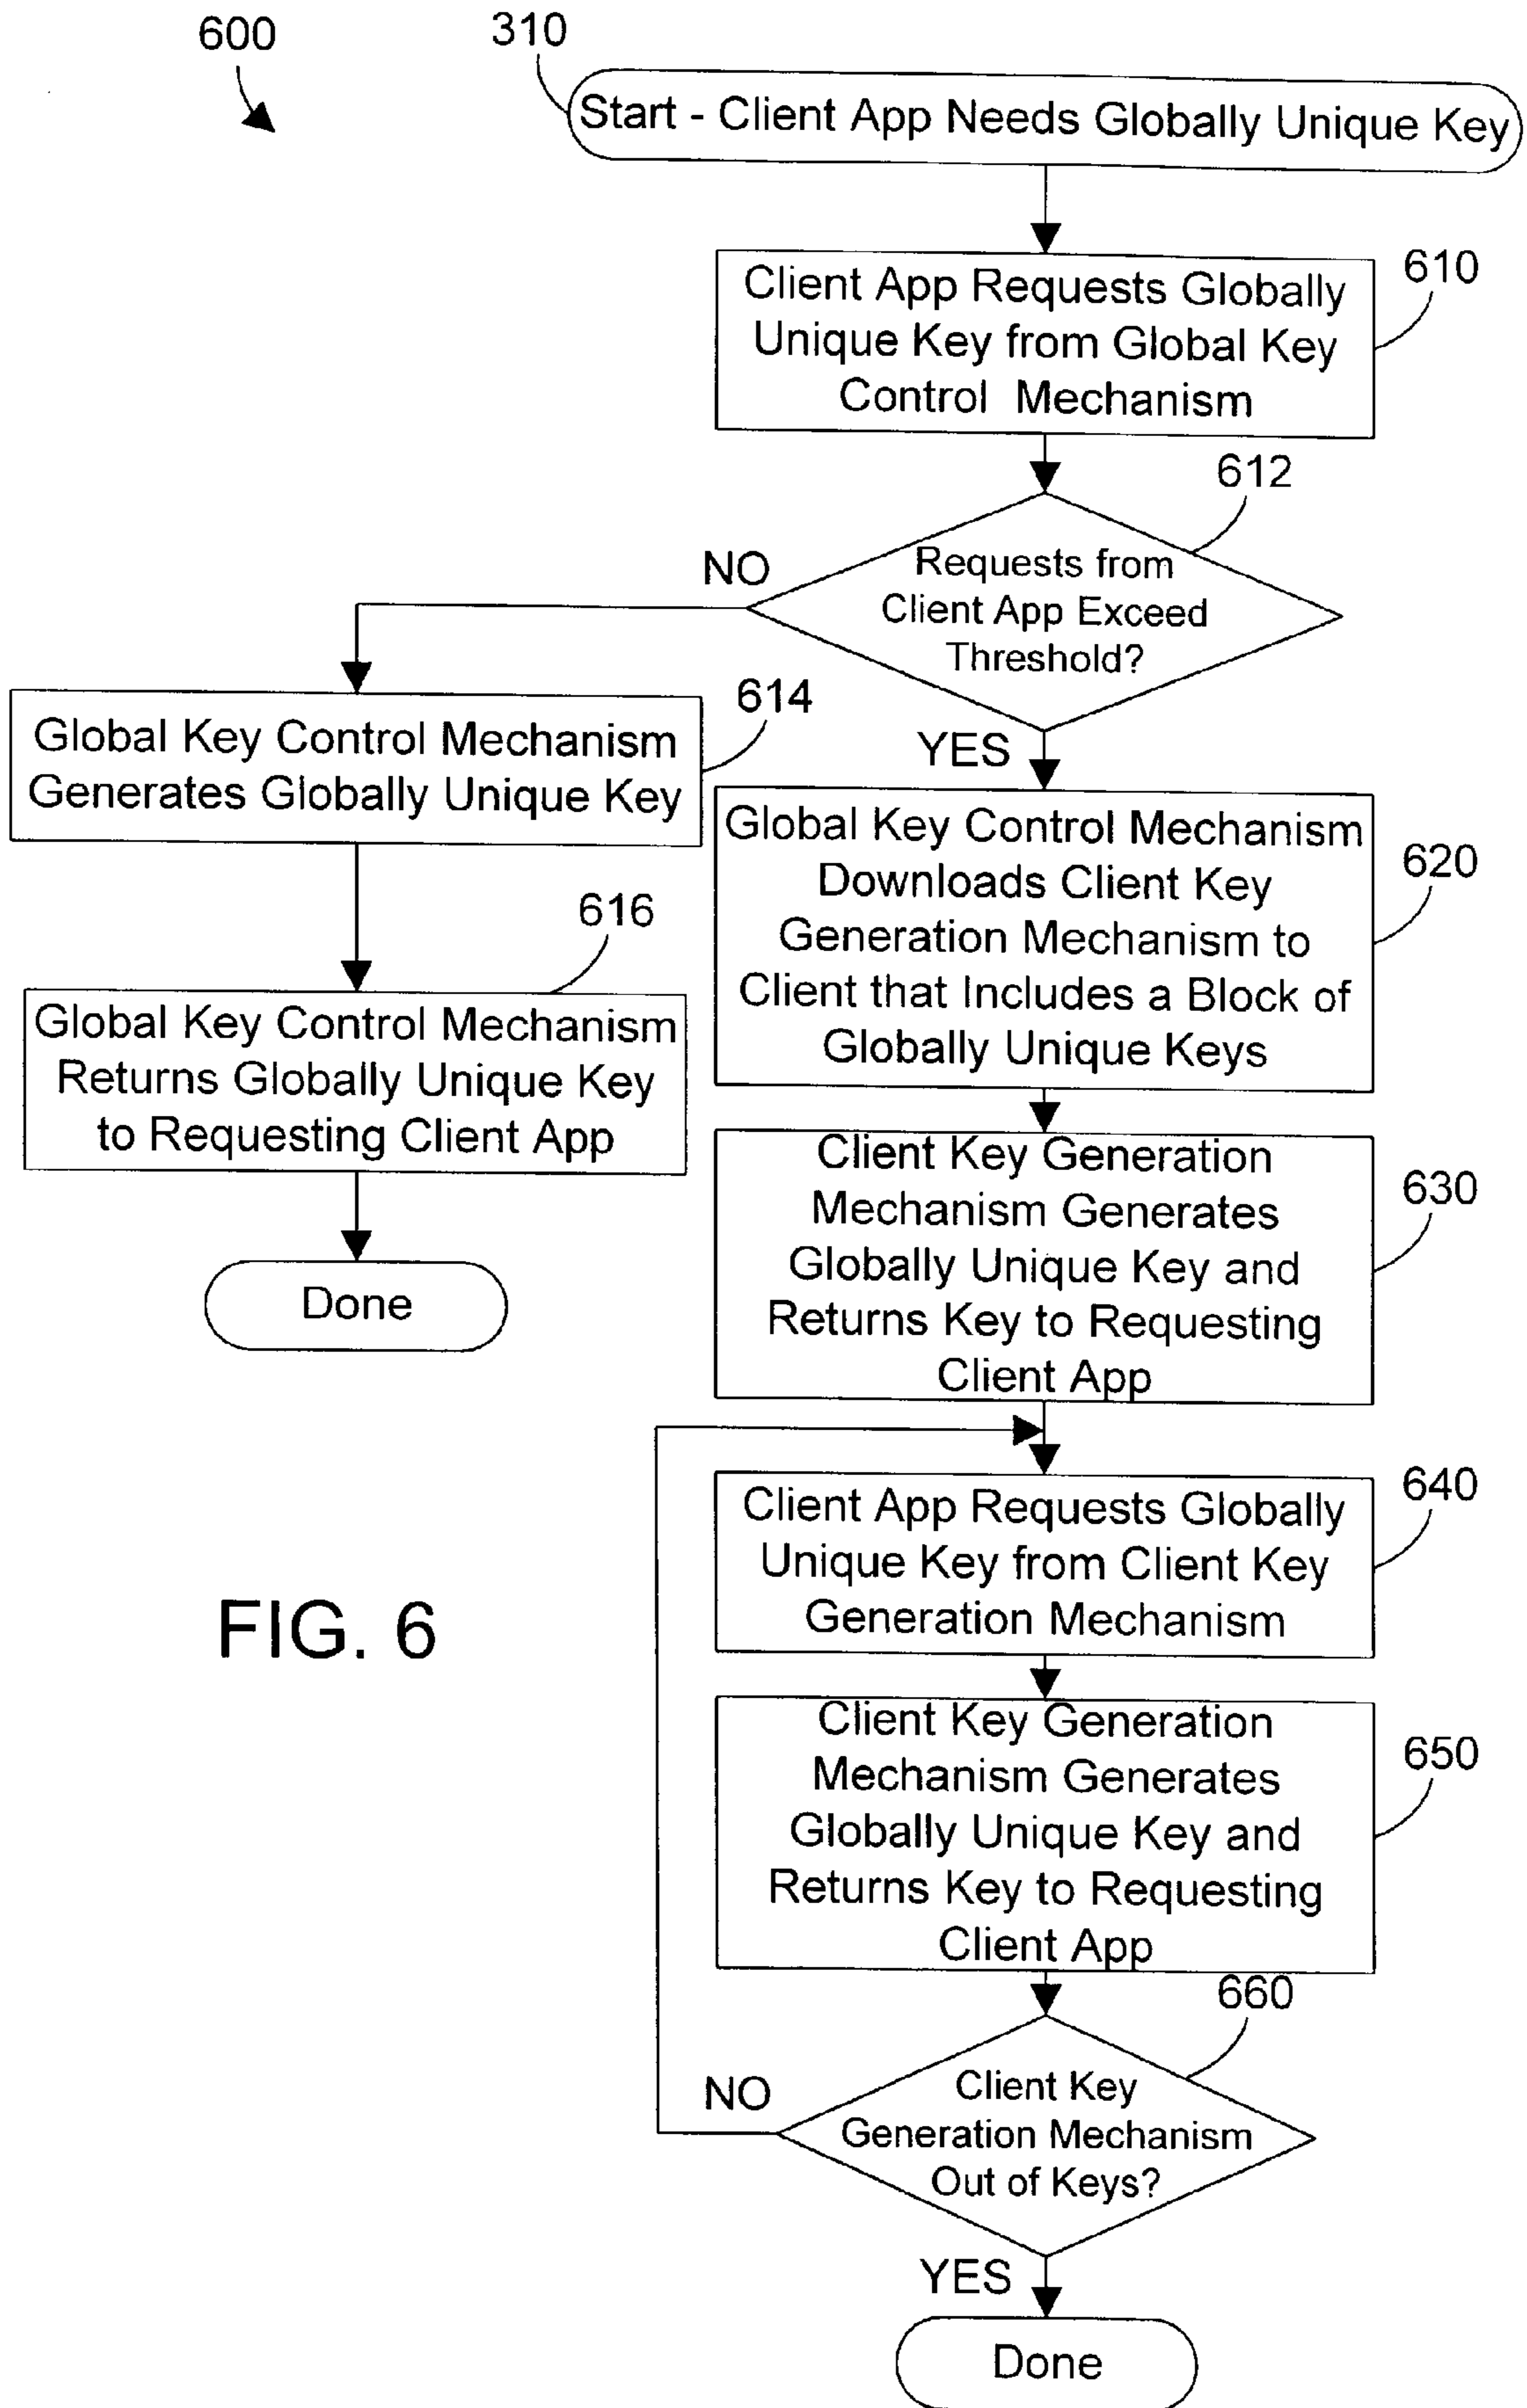 600
310
Start - Client App Needs Globally Unique Key
610
Client App Requests Globally
Unique Key from Global Key
Control Mechanism
612
Requests from
Client App Exceed
Threshold?
NO
YES
614
Global Key Control Mechanism
Generates Globally Unique Key
616
Global Key Control Mechanism
Returns Globally Unique Key
to Requesting Client App
Done
620
Global Key Control Mechanism
Downloads Client Key
Generation Mechanism to
Client that Includes a Block of
Globally Unique Keys
630
Client Key Generation
Mechanism Generates
Globally Unique Key and
Returns Key to Requesting
Client App
640
Client App Requests Globally
Unique Key from Client Key
Generation Mechanism
650
Client Key Generation
Mechanism Generates
Globally Unique Key and
Returns Key to Requesting
Client App
660
Client Key
Generation Mechanism
Out of Keys?
NO
YES
Done
FIG. 6